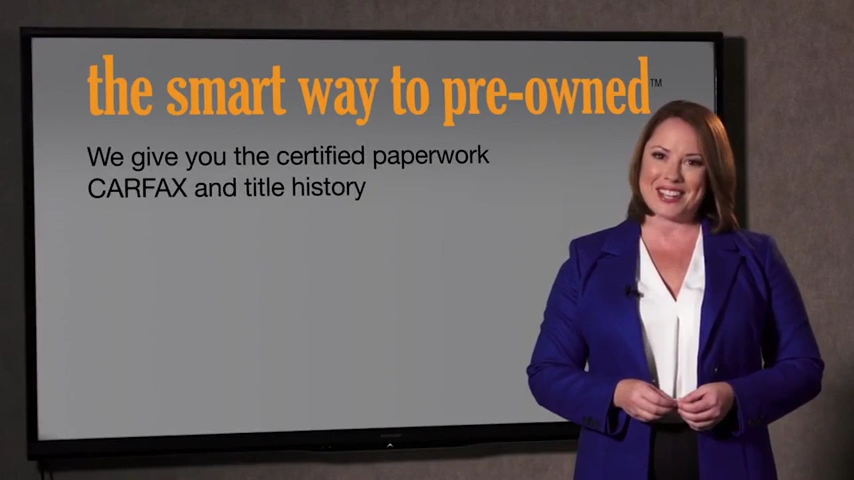 the smart way to pre-owned™
We give you the certified paperwork
CARFAX and title history